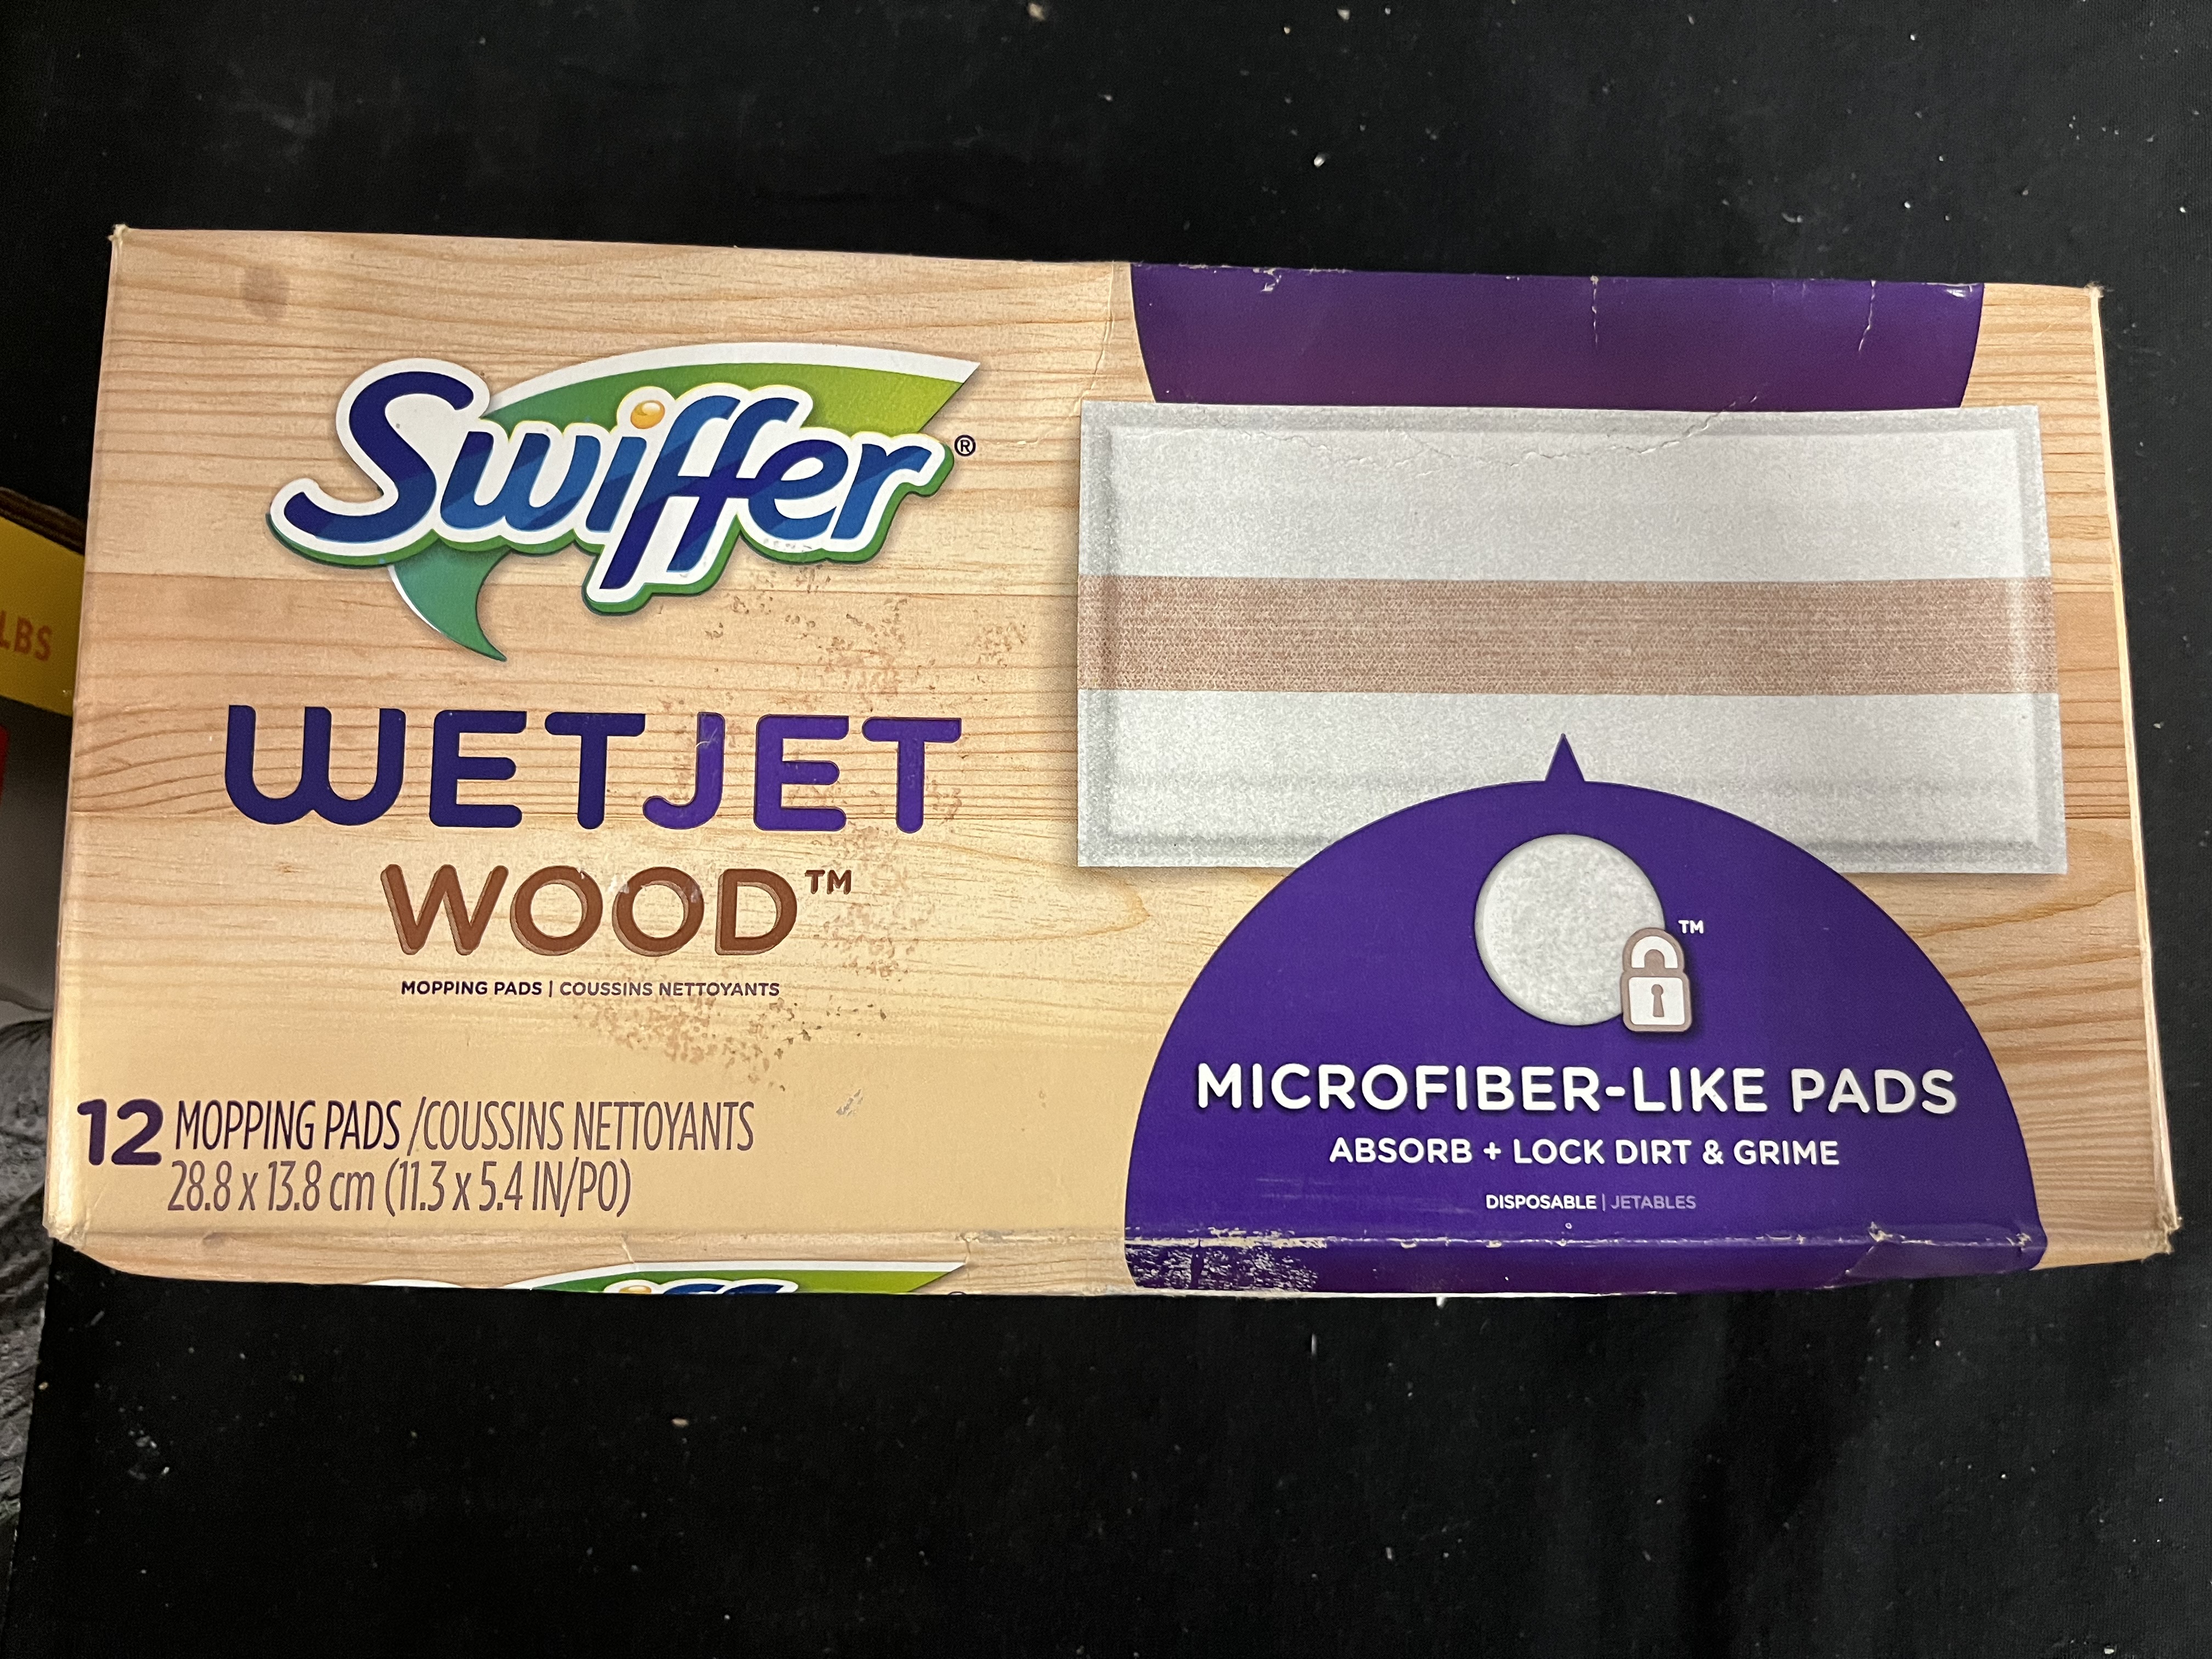 Swiffer®
WETJET
WOOD™
MOPPING PADS | COUSSINS NETTOYANTS
12 MOPPING PADS /COUSSINS NETTOYANTS
28.8 x 13.8 cm (11.3 x 5.4 IN/PO)
™
MICROFIBER-LIKE PADS
ABSORB + LOCK DIRT & GRIME
DISPOSABLE | JETABLES
LBS